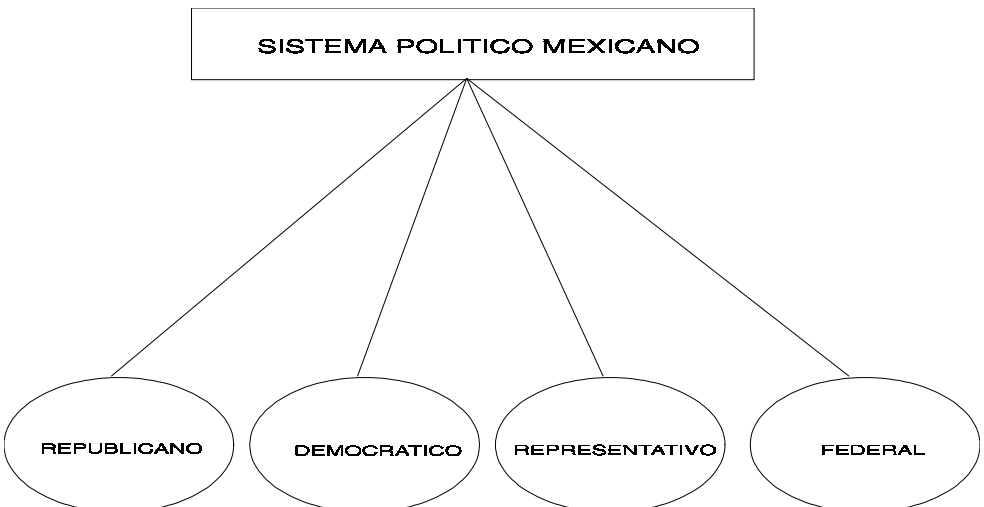 SISTEMA POLITICO MEXICANO
REPUBLICANO
DEMOCRATICO
REPRESENTATIVO
FEDERAL